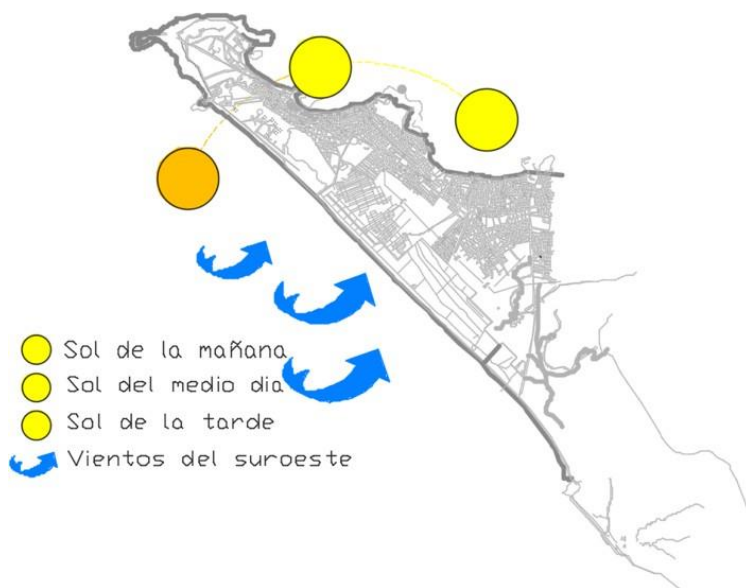 Sol de la mañana
Sol del medio dia
Sol de la tarde
Vientos del suroeste